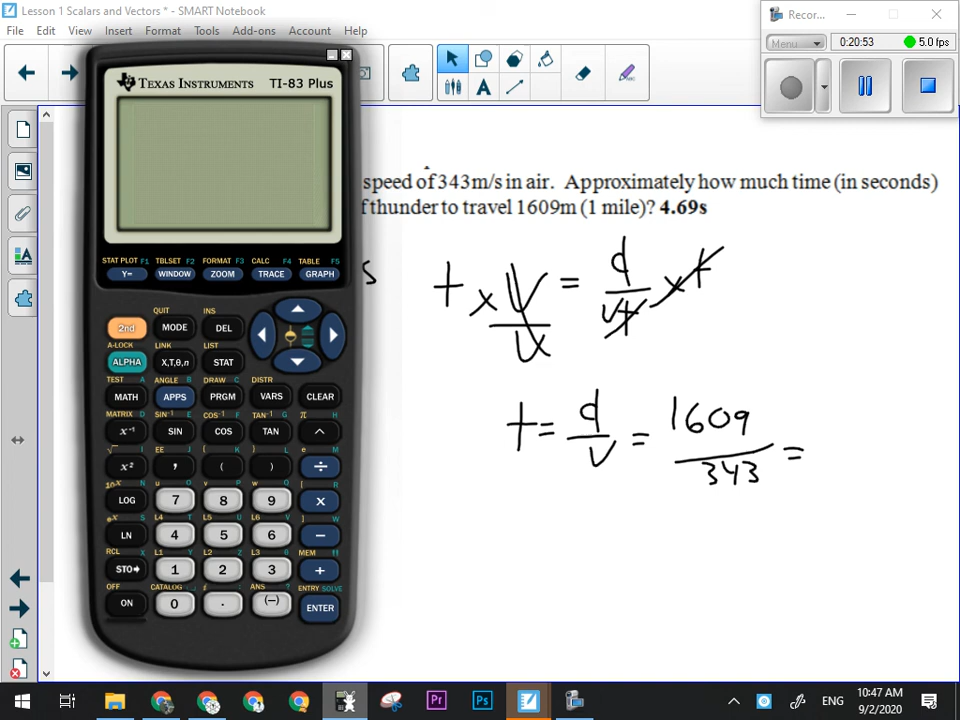 Lesson 1 Scalars and Vectors * - SMART Notebook
File Edit View Insert Format Tools Add-ons Account Help
Recor...
Menu 0:20:53 5.0 fps
TEXAS INSTRUMENTS TI-83 Plus
speed of 343m/s in air. Approximately how much time (in seconds)
f thunder to travel 1609m (1 mile)? 4.69s
s
t x v = d x t
v vt
t = d = 1609 =
v 343
STAT PLOT F1 TBLSET F2 FORMAT F3 CALC F4 TABLE F5
Y= WINDOW ZOOM TRACE GRAPH
QUIT INS
2nd MODE DEL
A-LOCK LINK LIST
ALPHA X,T,θ,n STAT
TEST A ANGLE B DRAW C DISTR
MATH APPS PRGM VARS CLEAR
MATRIX D SIN⁻¹ E COS⁻¹ F TAN⁻¹ G π H
x⁻¹ SIN COS TAN ^
√ I EE J { K } L e M
x² , ( ) ÷
10ˣ N u O v P w Q [ R
LOG 7 8 9 ×
eˣ S L4 T L5 U L6 V ] W
LN 4 5 6 −
RCL X L1 Y L2 Z L3 θ MEM "
STO▸ 1 2 3 +
OFF CATALOG i : ANS ? ENTRY SOLVE
ON 0 . (−) ENTER
Pr Ps ENG 10:47 AM
9/2/2020